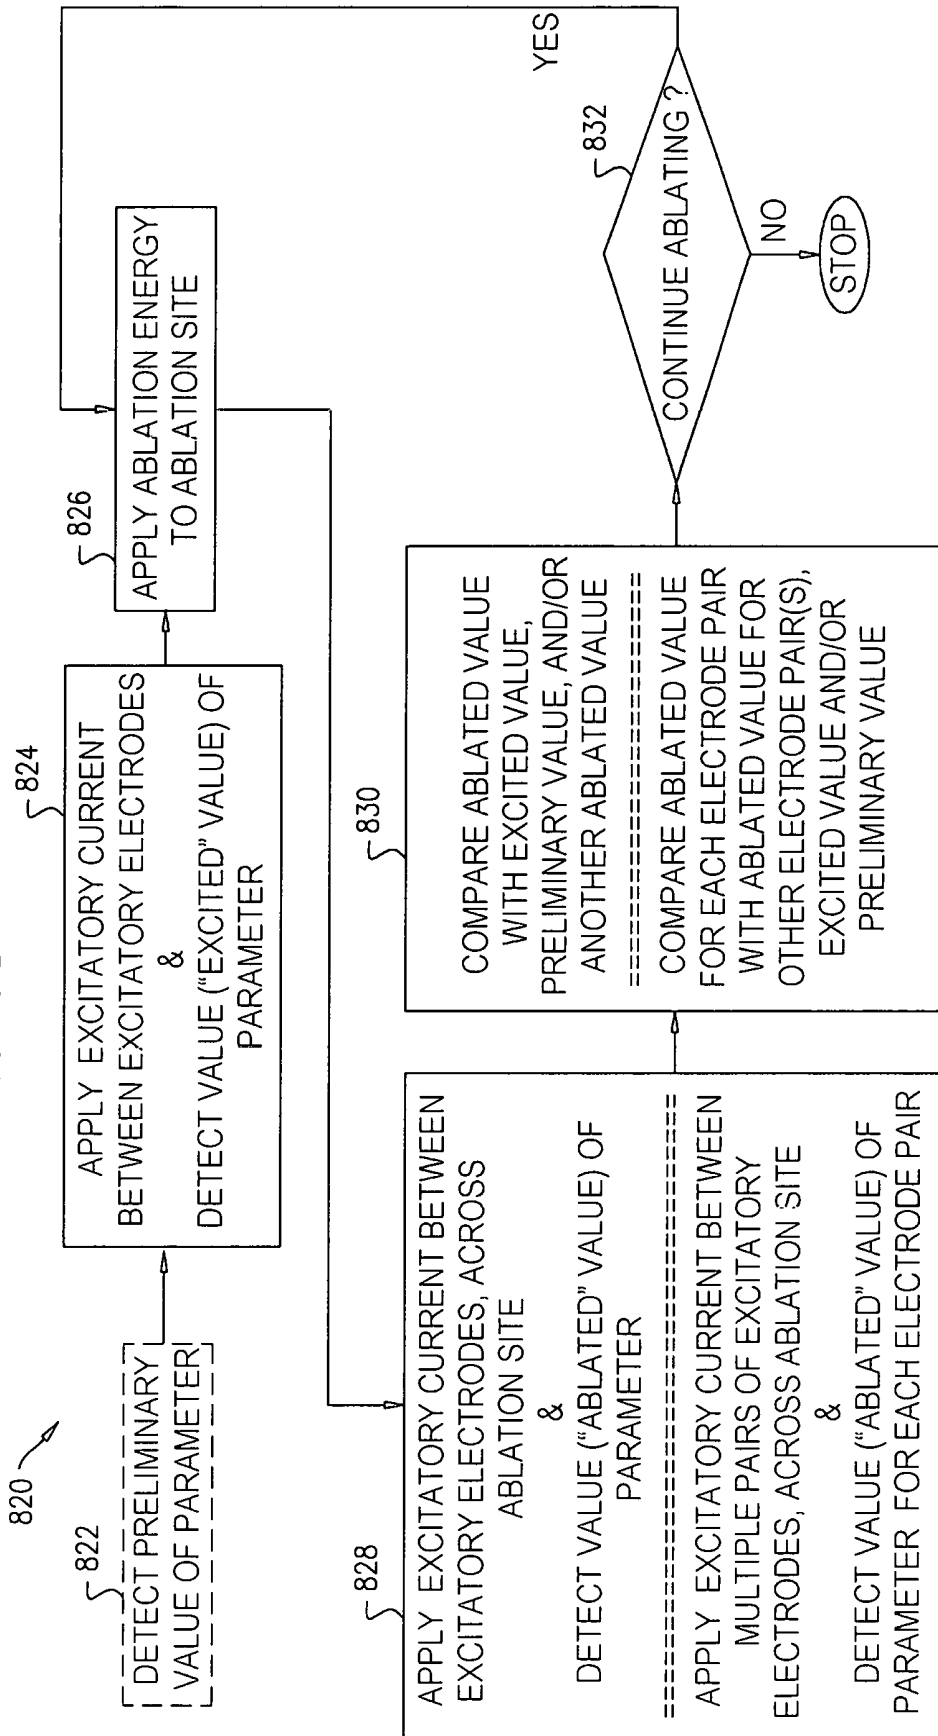 820
822
DETECT PRELIMINARY
VALUE OF PARAMETER
824
APPLY EXCITATORY CURRENT
BETWEEN EXCITATORY ELECTRODES
&
DETECT VALUE ("EXCITED" VALUE) OF
PARAMETER
826
APPLY ABLATION ENERGY
TO ABLATION SITE
828
APPLY EXCITATORY CURRENT BETWEEN
EXCITATORY ELECTRODES, ACROSS
ABLATION SITE
&
DETECT VALUE ("ABLATED" VALUE) OF
PARAMETER
APPLY EXCITATORY CURRENT BETWEEN
MULTIPLE PAIRS OF EXCITATORY
ELECTRODES, ACROSS ABLATION SITE
&
DETECT VALUE ("ABLATED" VALUE) OF
PARAMETER FOR EACH ELECTRODE PAIR
830
COMPARE ABLATED VALUE
WITH EXCITED VALUE,
PRELIMINARY VALUE, AND/OR
ANOTHER ABLATED VALUE
COMPARE ABLATED VALUE
FOR EACH ELECTRODE PAIR
WITH ABLATED VALUE FOR
OTHER ELECTRODE PAIR(S),
EXCITED VALUE AND/OR
PRELIMINARY VALUE
832
CONTINUE ABLATING ?
YES
NO
STOP